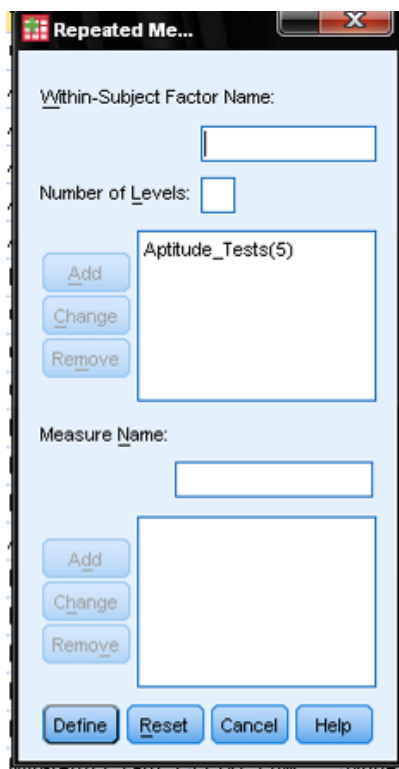 Repeated Me...
Within-Subject Factor Name:
Number of Levels:
Aptitude_Tests(5)
Add
Change
Remove
Measure Name:
Add
Change
Remove
Define Reset Cancel Help